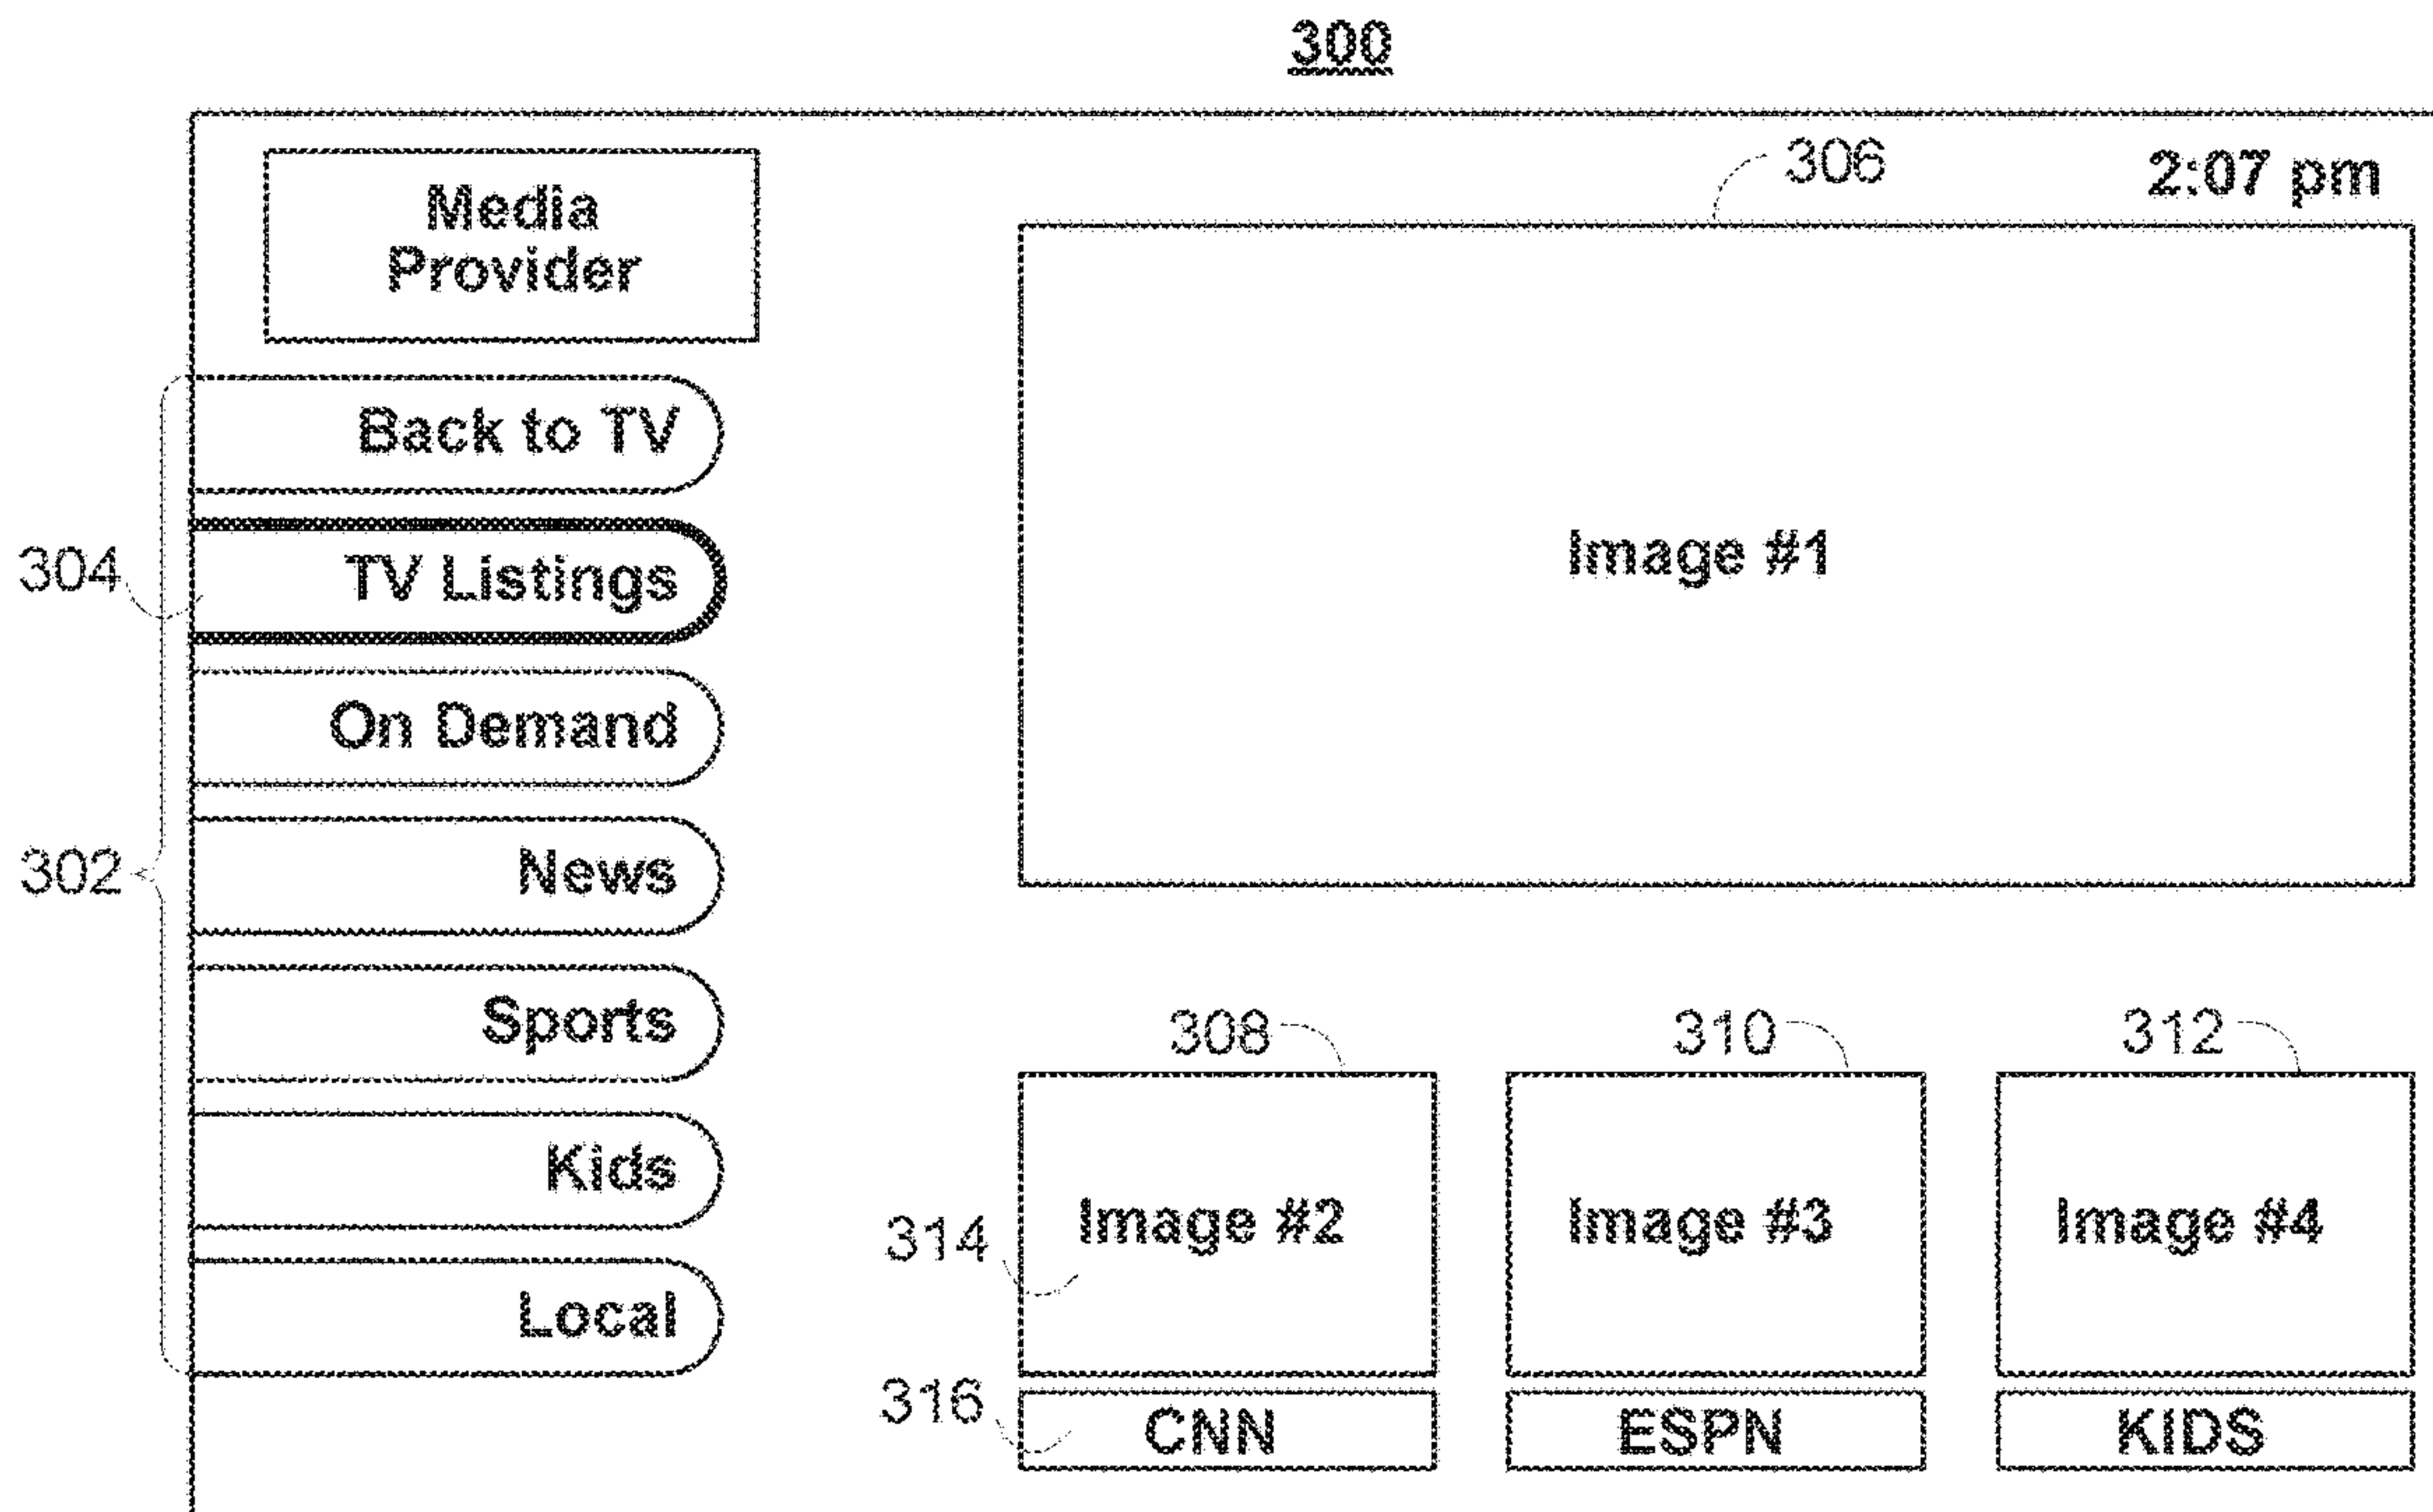 300
306
2:07 pm
Media
Provider
Back to TV
304
TV Listings
Image #1
On Demand
302
News
Sports
308
310
312
Kids
314
Image #2
Image #3
Image #4
Local
316
CNN
ESPN
KIDS